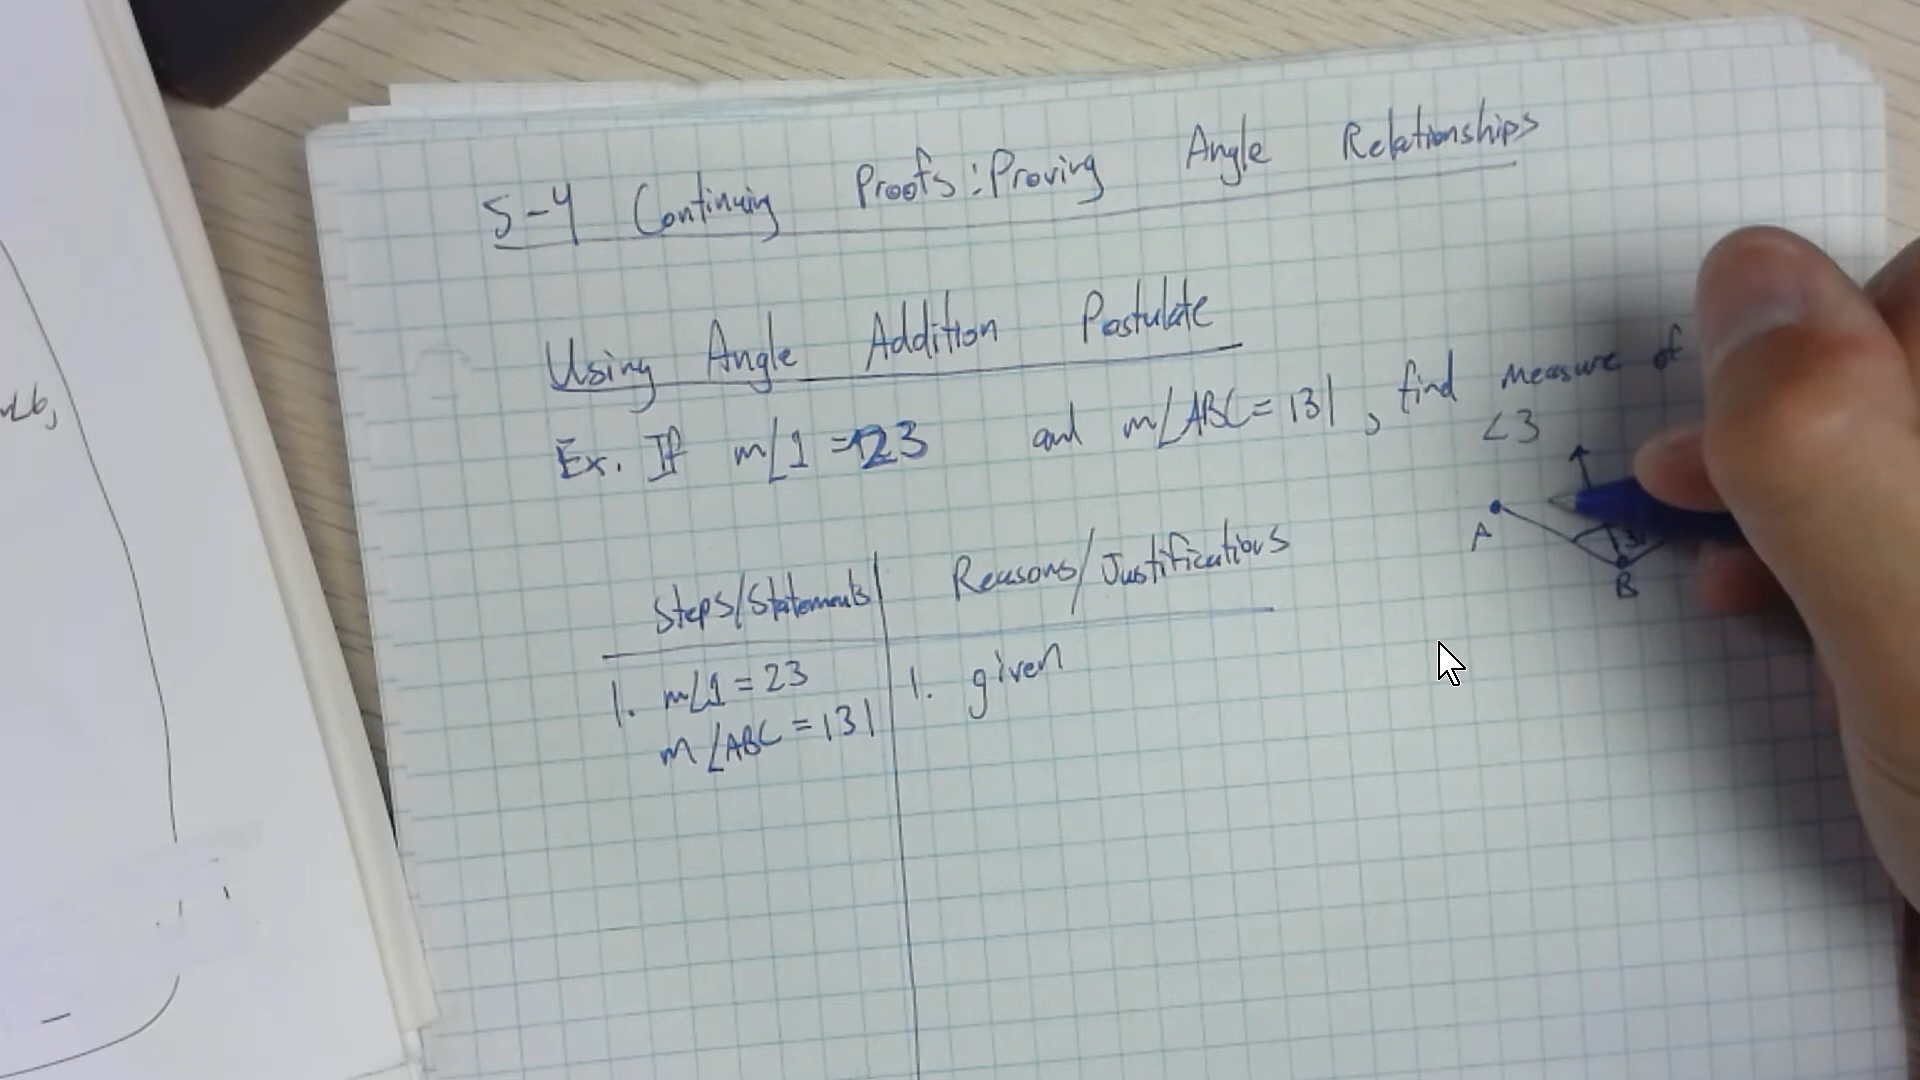 5-4 Continuing Proofs: Proving Angle Relationships
Using Angle Addition Postulate
Ex. If m∠1 = 23 and m∠ABC = 131, find measure of
∠3
A
B
Steps/Statements Reasons/Justifications
1. m∠1 = 23 1. given
m∠ABC = 131